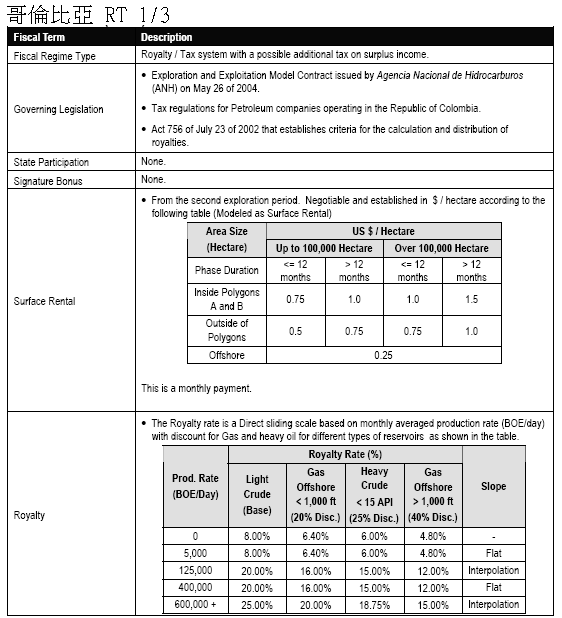 哥倫比亞 RT 1/3
Fiscal Term Description
Fiscal Regime Type Royalty / Tax system with a possible additional tax on surplus income.
Governing Legislation
• Exploration and Exploitation Model Contract issued by Agencia Nacional de Hidrocarburos
(ANH) on May 26 of 2004.
• Tax regulations for Petroleum companies operating in the Republic of Colombia.
• Act 756 of July 23 of 2002 that establishes criteria for the calculation and distribution of
royalties.
State Participation None.
Signature Bonus None.
Surface Rental
• From the second exploration period. Negotiable and established in $ / hectare according to the
following table (Modeled as Surface Rental)
Area Size
(Hectare)
US $ / Hectare
Up to 100,000 Hectare Over 100,000 Hectare
Phase Duration
<= 12 > 12 <= 12 > 12
months months months months
Inside Polygons
A and B
0.75 1.0 1.0 1.5
Outside of
Polygons
0.5 0.75 0.75 1.0
Offshore 0.25
This is a monthly payment.
Royalty
• The Royalty rate is a Direct sliding scale based on monthly averaged production rate (BOE/day)
with discount for Gas and heavy oil for different types of reservoirs as shown in the table.
Prod. Rate
(BOE/Day)
Royalty Rate (%)
Light
Crude
(Base)
Gas
Offshore
< 1,000 ft
(20% Disc.)
Heavy
Crude
< 15 API
(25% Disc.)
Gas
Offshore
> 1,000 ft
(40% Disc.)
Slope
0 8.00% 6.40% 6.00% 4.80% -
5,000 8.00% 6.40% 6.00% 4.80% Flat
125,000 20.00% 16.00% 15.00% 12.00% Interpolation
400,000 20.00% 16.00% 15.00% 12.00% Flat
600,000 + 25.00% 20.00% 18.75% 15.00% Interpolation